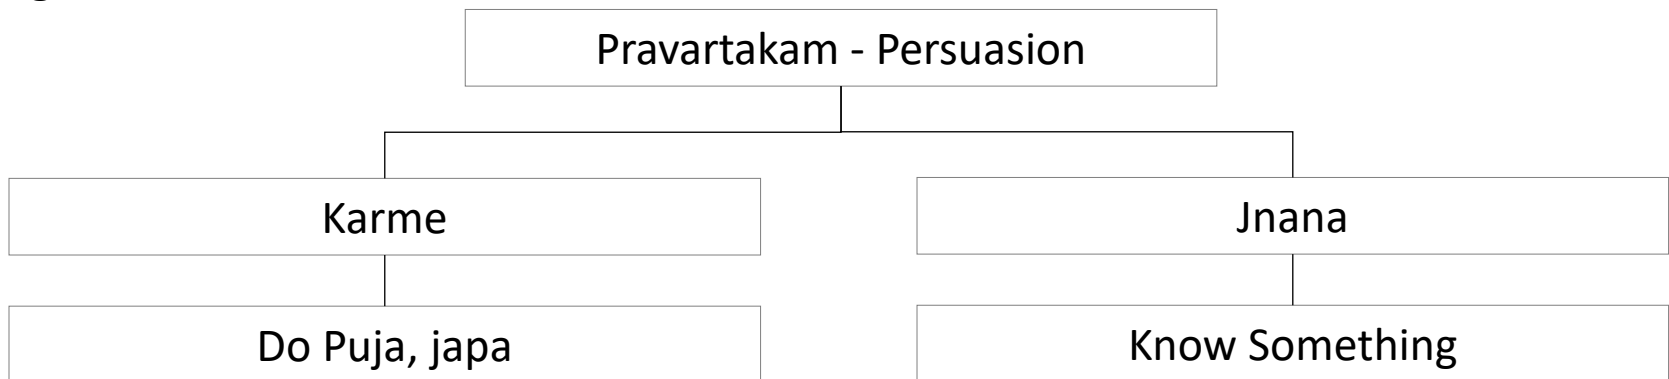 Pravartakam - Persuasion
Karme
Jnana
Do Puja, japa
Know Something